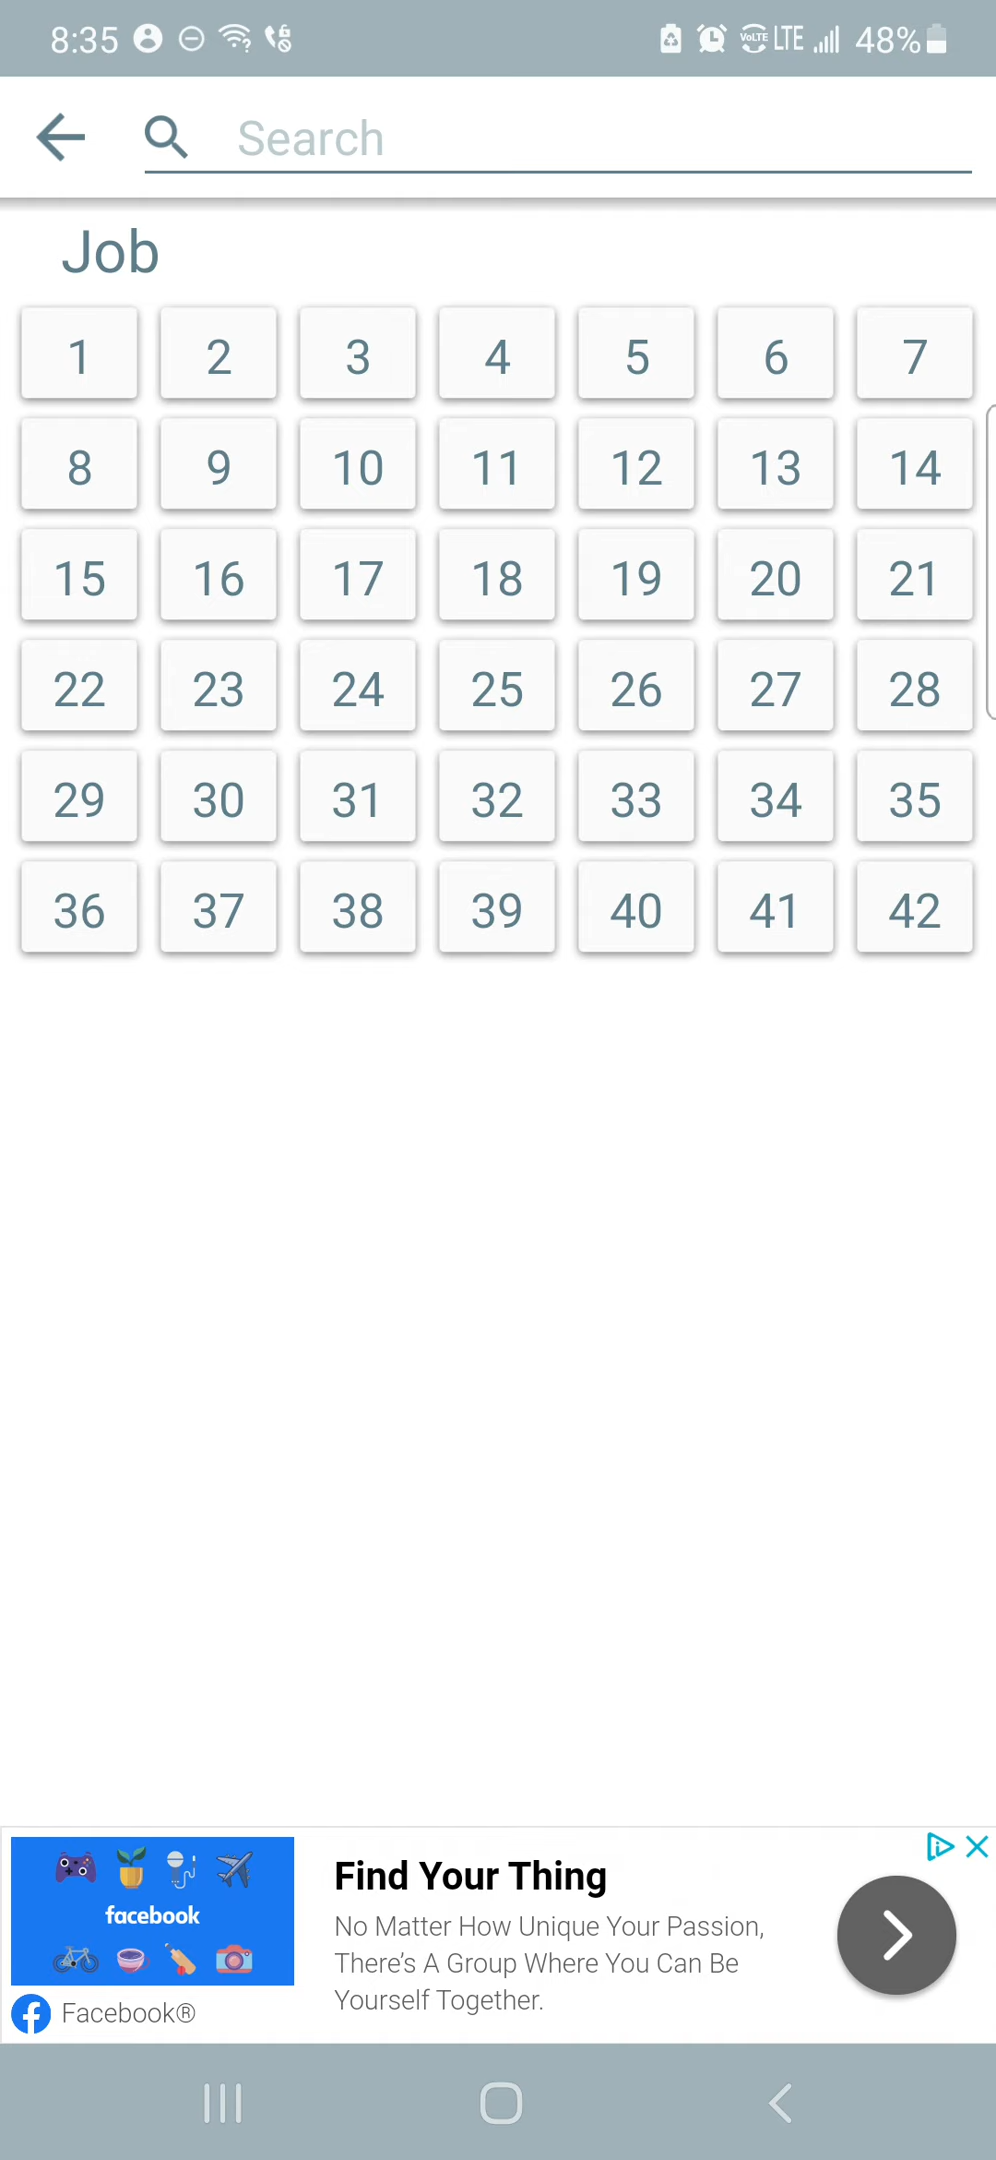 8:35 VoLTE LTE 48%
Search
Job
1 2 3 4 5 6 7
8 9 10 11 12 13 14
15 16 17 18 19 20 21
22 23 24 25 26 27 28
29 30 31 32 33 34 35
36 37 38 39 40 41 42
facebook
Facebook®
Find Your Thing
No Matter How Unique Your Passion,
There's A Group Where You Can Be
Yourself Together.